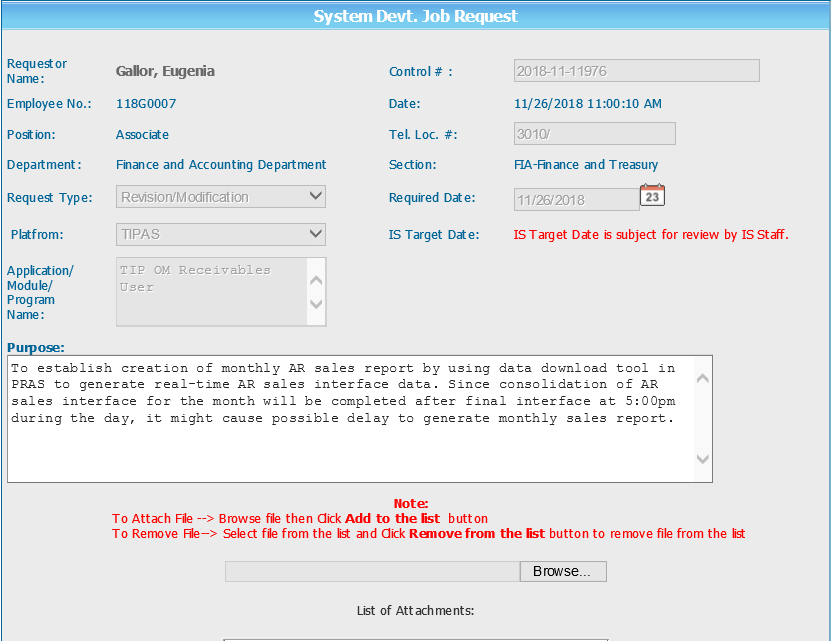 System Devt. Job Request
Requestor Name: Gallor, Eugenia Control # : 2018-11-11976
Employee No.: 118G0007 Date: 11/26/2018 11:00:10 AM
Position: Associate Tel. Loc. #: 3010/
Department: Finance and Accounting Department Section: FIA-Finance and Treasury
Request Type: Revision/Modification Required Date: 11/26/2018 23
Platfrom: TIPAS IS Target Date: IS Target Date is subject for review by IS Staff.
Application/
Module/
Program
Name:
TIP OM Receivables
User
Purpose:
To establish creation of monthly AR sales report by using data download tool in
PRAS to generate real-time AR sales interface data. Since consolidation of AR
sales interface for the month will be completed after final interface at 5:00pm
during the day, it might cause possible delay to generate monthly sales report.
Note:
To Attach File --> Browse file then Click Add to the list button
To Remove File--> Select file from the list and Click Remove from the list button to remove file from the list
Browse...
List of Attachments: